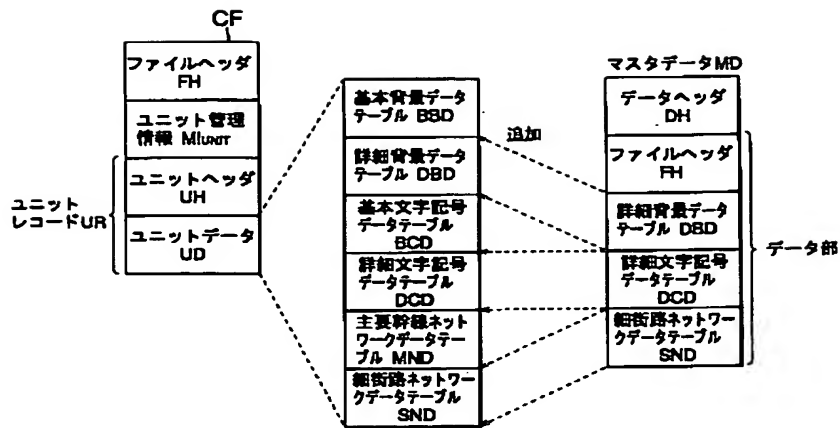 CF
ファイルヘッダ
FH
ユニット管理
情報 MIUNIT
ユニットヘッダ
UH
ユニットデータ
UD
ユニット
レコードUR
基本背景データ
テーブル BBD
詳細背景データ
テーブル DBD
基本文字記号
データテーブル
BCD
詳細文字記号
データテーブル
DCD
主要幹線ネット
ワークデータテー
ブル MND
細街路ネットワー
クデータテーブル
SND
追加
マスタデータMD
データヘッダ
DH
ファイルヘッダ
FH
詳細背景データ
テーブル DBD
詳細文字記号
データテーブル
DCD
細街路ネットワー
クデータテーブル
SND
データ部